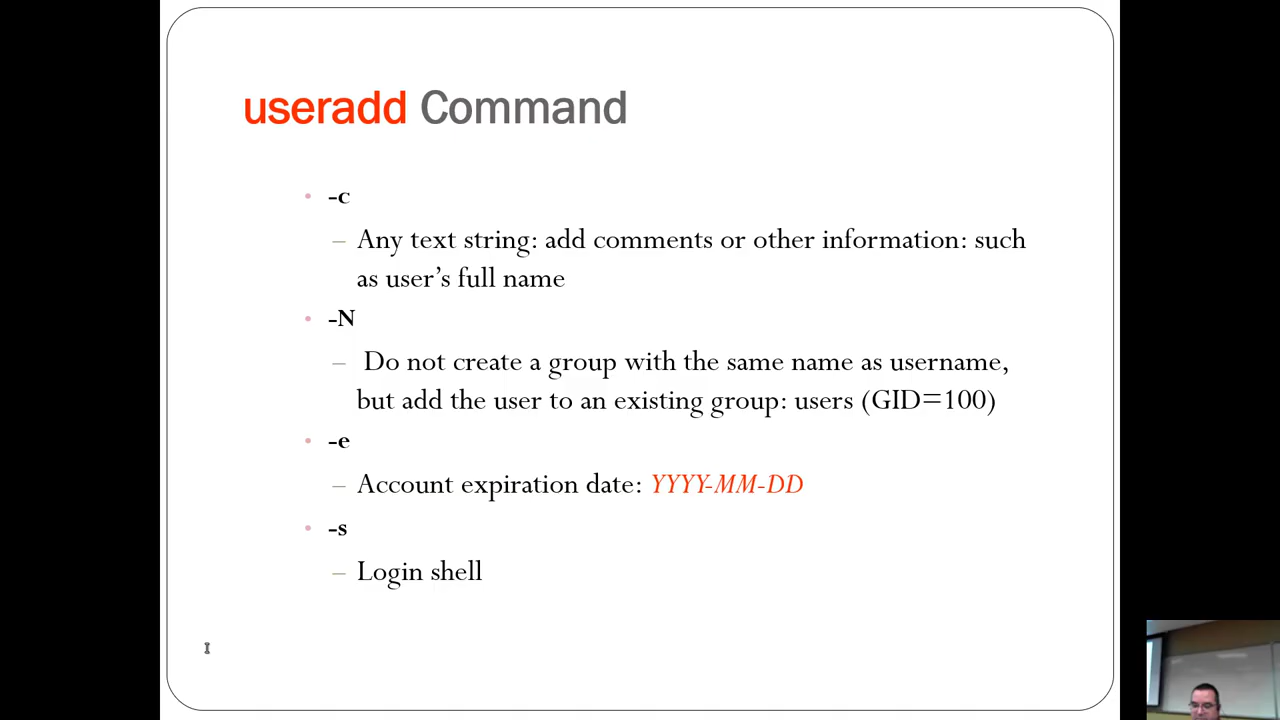 useradd Command
• -c
– Any text string: add comments or other information: such
as user’s full name
• -N
– Do not create a group with the same name as username,
but add the user to an existing group: users (GID=100)
• -e
– Account expiration date: YYYY-MM-DD
• -s
– Login shell